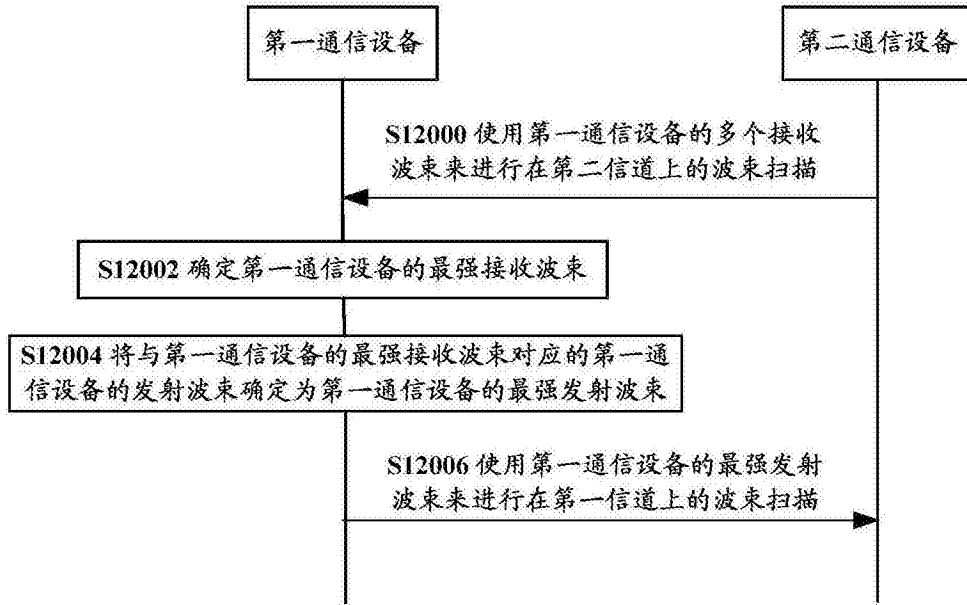 第一通信设备
第二通信设备
S12000 使用第一通信设备的多个接收
波束来进行在第二信道上的波束扫描
S12002 确定第一通信设备的最强接收波束
S12004 将与第一通信设备的最强接收波束对应的第一通
信设备的发射波束确定为第一通信设备的最强发射波束
S12006 使用第一通信设备的最强发射
波束来进行在第一信道上的波束扫描